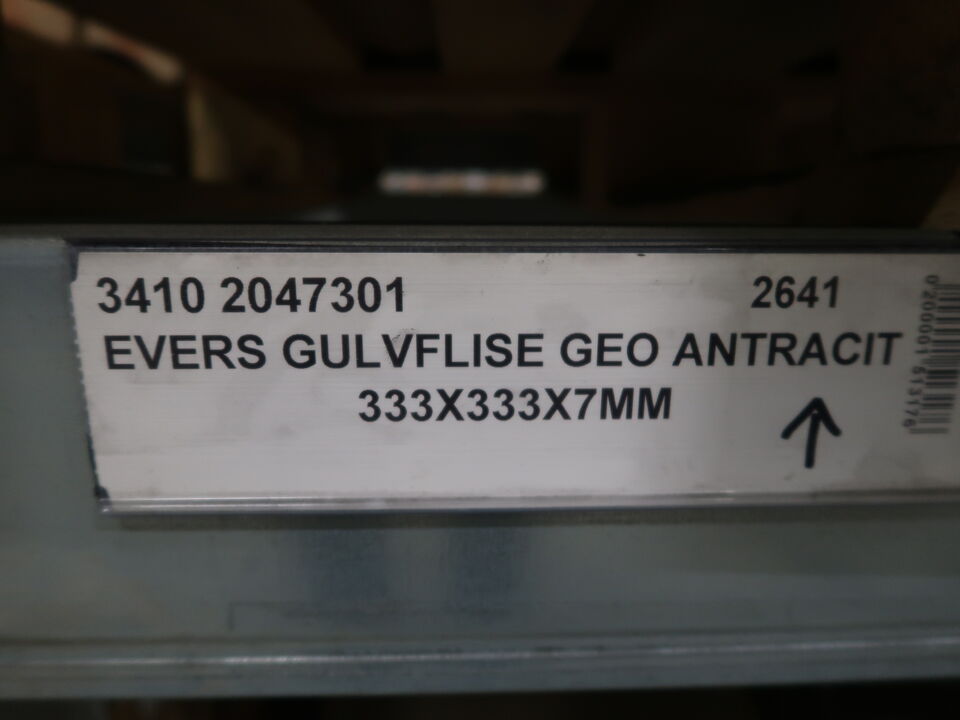 3410 2047301 2641
EVERS GULVFLISE GEO ANTRACIT
333X333X7MM